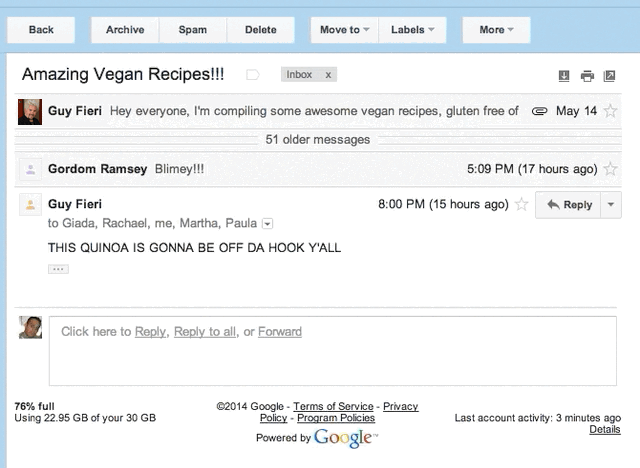 Back Archive Spam Delete Move to Labels More
Amazing Vegan Recipes!!! Inbox x
Guy Fieri Hey everyone, I'm compiling some awesome vegan recipes, gluten free of May 14
51 older messages
Gordom Ramsey Blimey!!! 5:09 PM (17 hours ago)
Guy Fieri 8:00 PM (15 hours ago) Reply
to Giada, Rachael, me, Martha, Paula
THIS QUINOA IS GONNA BE OFF DA HOOK Y'ALL
Click here to Reply, Reply to all, or Forward
76% full
Using 22.95 GB of your 30 GB
©2014 Google - Terms of Service - Privacy
Policy - Program Policies
Powered by Google™
Last account activity: 3 minutes ago
Details